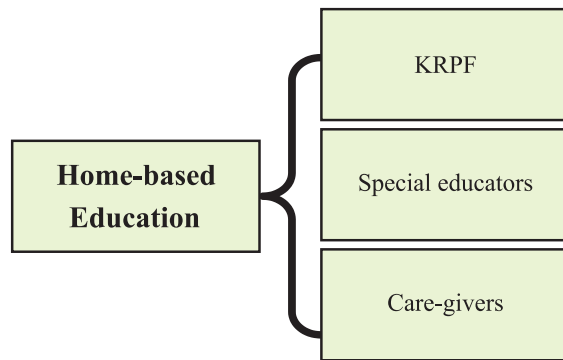 Home-based
Education
KRPF
Special educators
Care-givers